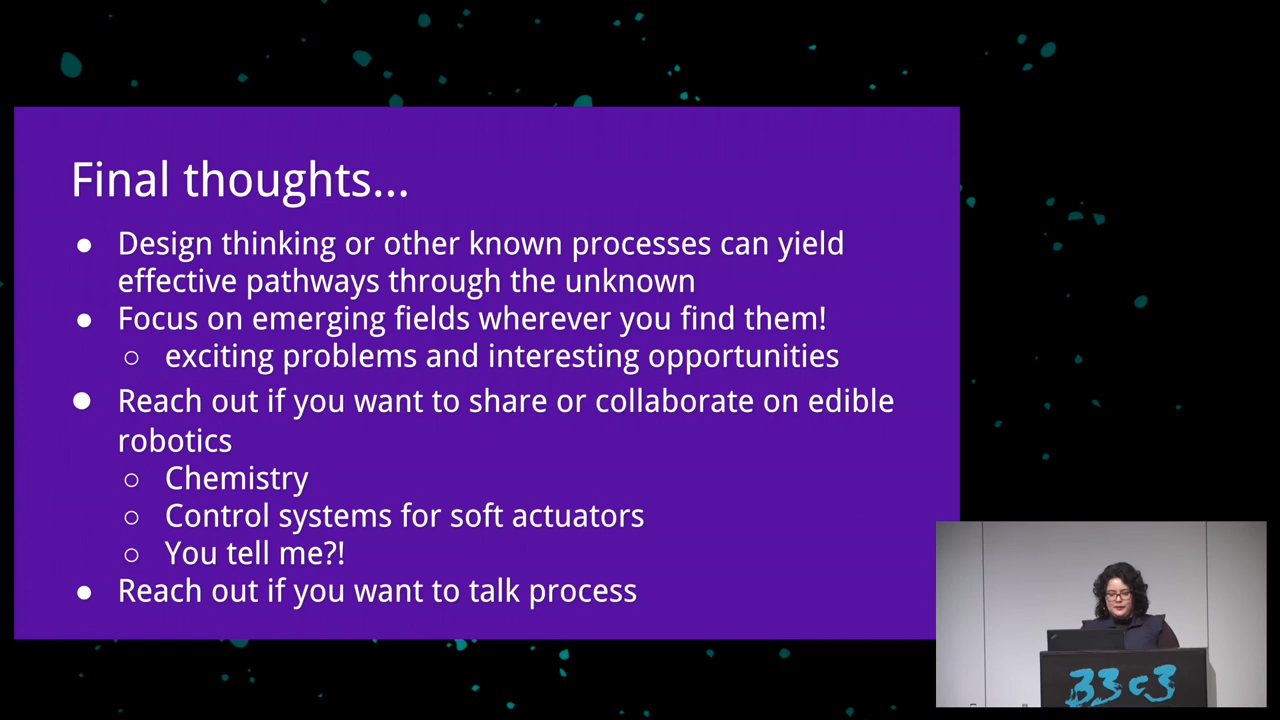 Final thoughts...
● Design thinking or other known processes can yield
effective pathways through the unknown
● Focus on emerging fields wherever you find them!
○ exciting problems and interesting opportunities
● Reach out if you want to share or collaborate on edible
robotics
○ Chemistry
○ Control systems for soft actuators
○ You tell me?!
● Reach out if you want to talk process
33c3